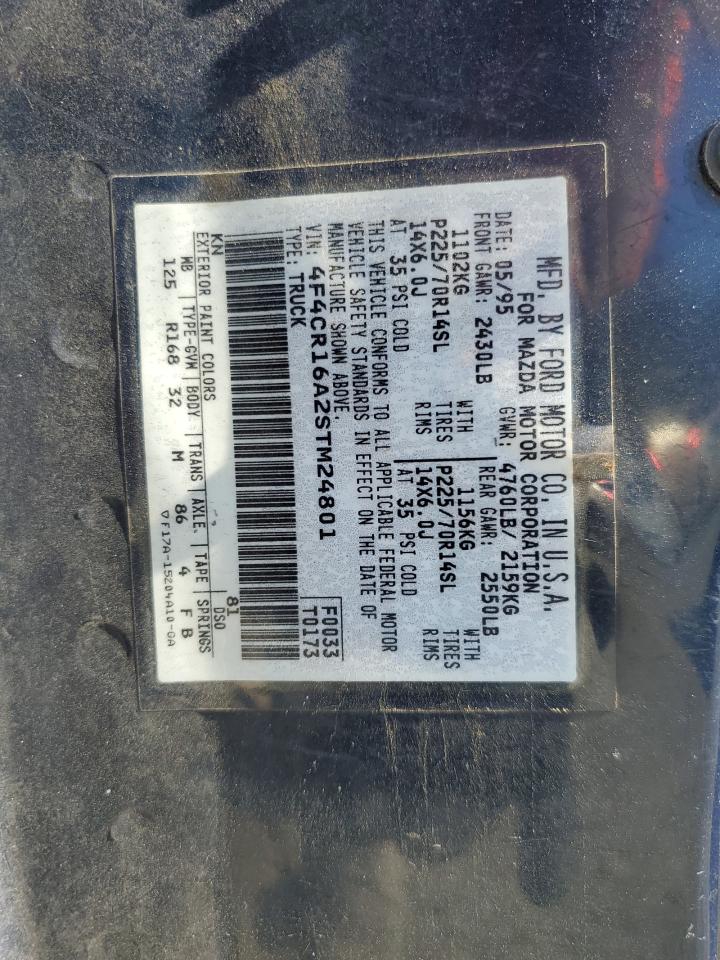 MFD. BY FORD MOTOR CO. IN U.S.A.
FOR MAZDA MOTOR CORPORATION
DATE: 05/95 GVWR: 4760LB/ 2159KG
FRONT GAWR: 2430LB REAR GAWR: 2550LB
1102KG WITH 1156KG WITH
P225/70R14SL TIRES P225/70R14SL TIRES
14X6.0J RIMS 14X6.0J RIMS
AT 35 PSI COLD AT 35 PSI COLD
THIS VEHICLE CONFORMS TO ALL APPLICABLE FEDERAL MOTOR
VEHICLE SAFETY STANDARDS IN EFFECT ON THE DATE OF
MANUFACTURE SHOWN ABOVE.
VIN: 4F4CR16A2STM24801 F0033
TYPE: TRUCK T0173
KN 81
EXTERIOR PAINT COLORS DSO
MB TYPE-GVW BODY TRANS AXLE. TAPE SPRINGS
125 R168 32 M 86 4 F B
▽F17A-15204A10-GA